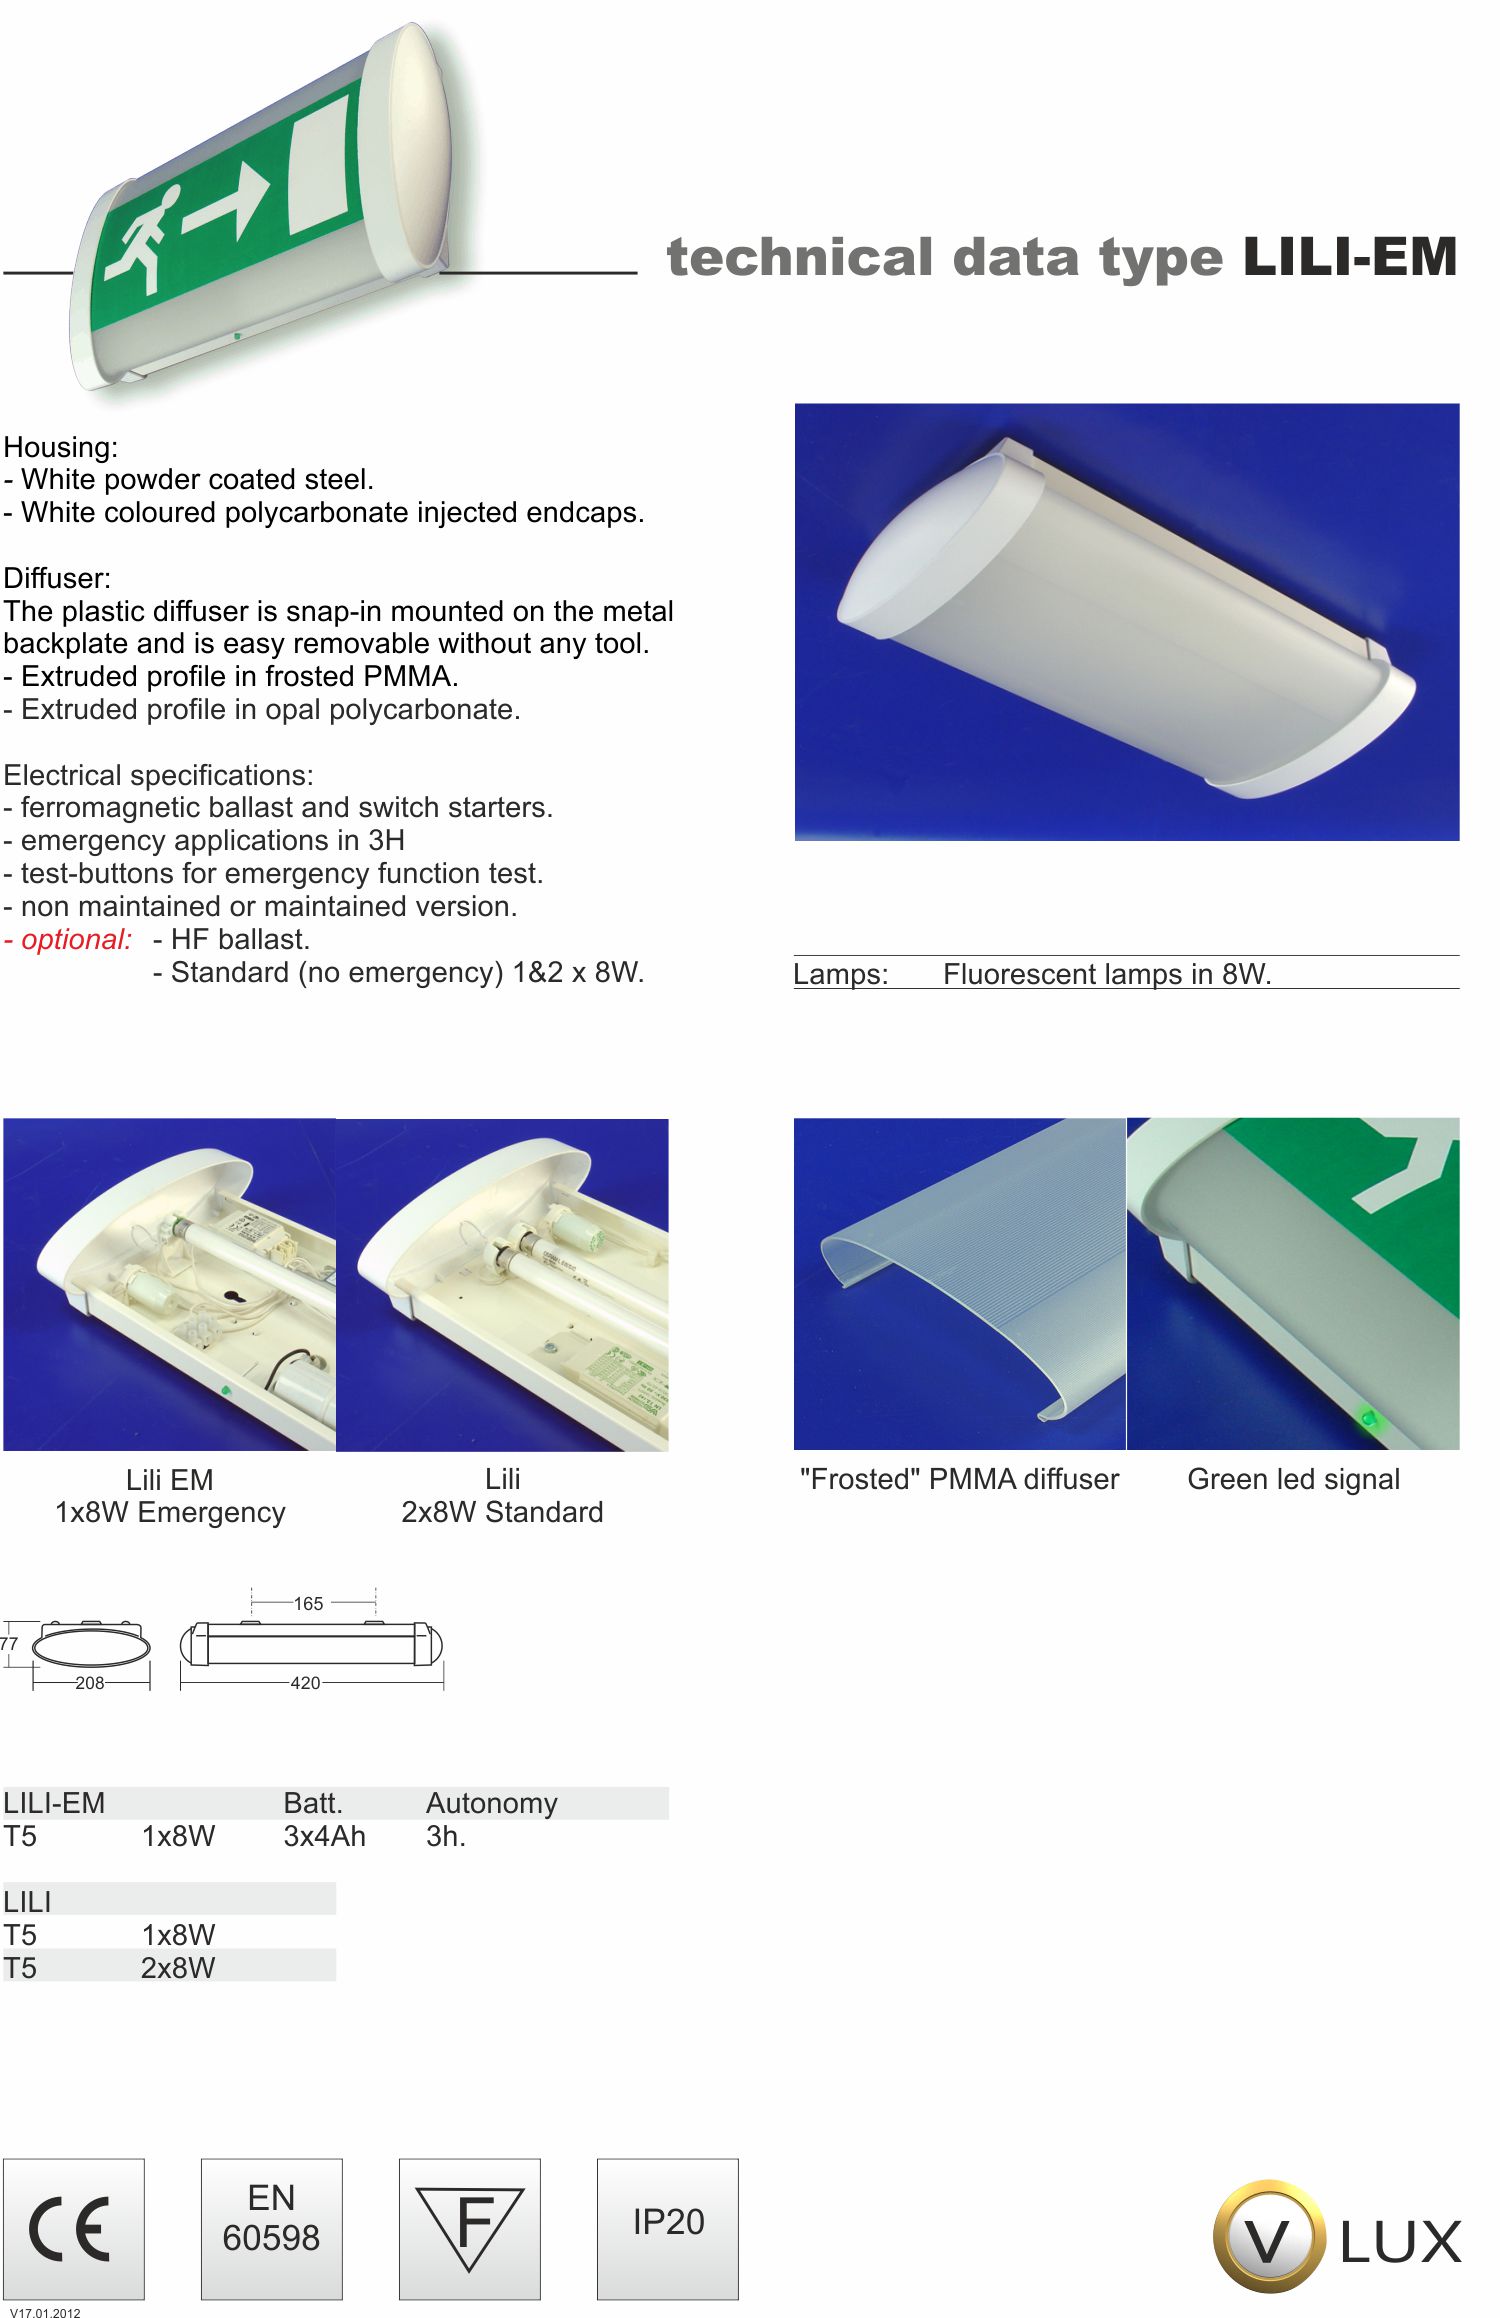 technical data type LILI-EM
Housing:
- White powder coated steel.
- White coloured polycarbonate injected endcaps.
Diffuser:
The plastic diffuser is snap-in mounted on the metal
backplate and is easy removable without any tool.
- Extruded profile in frosted PMMA.
- Extruded profile in opal polycarbonate.
Electrical specifications:
- ferromagnetic ballast and switch starters.
- emergency applications in 3H
- test-buttons for emergency function test.
- non maintained or maintained version.
- optional: - HF ballast.
- Standard (no emergency) 1&2 x 8W.
Lamps: Fluorescent lamps in 8W.
Lili EM
1x8W Emergency
Lili
2x8W Standard
"Frosted" PMMA diffuser
Green led signal
165
77
208
420
LILI-EM Batt. Autonomy
T5 1x8W 3x4Ah 3h.
LILI
T5 1x8W
T5 2x8W
CE
EN
60598
F
IP20
V LUX
V17.01.2012